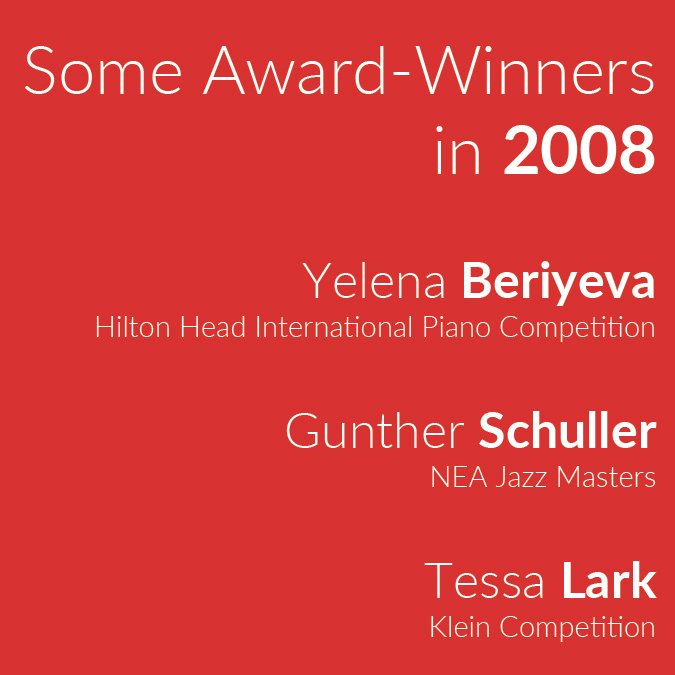 Some Award-Winners
in 2008
Yelena Beriyeva
Hilton Head International Piano Competition
Gunther Schuller
NEA Jazz Masters
Tessa Lark
Klein Competition